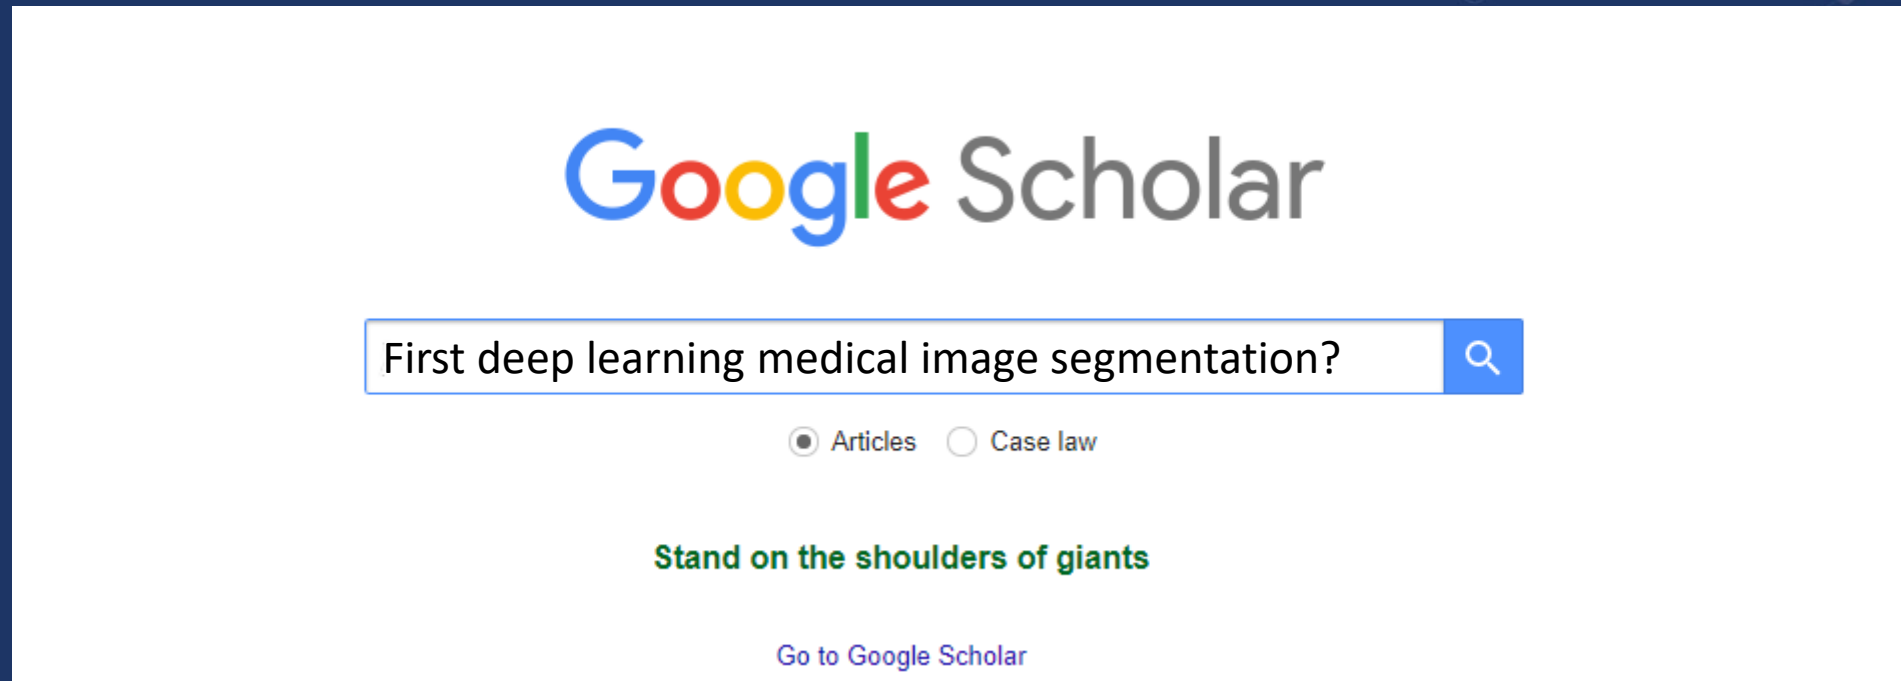 Google Scholar
First deep learning medical image segmentation?
Articles Case law
Stand on the shoulders of giants
Go to Google Scholar